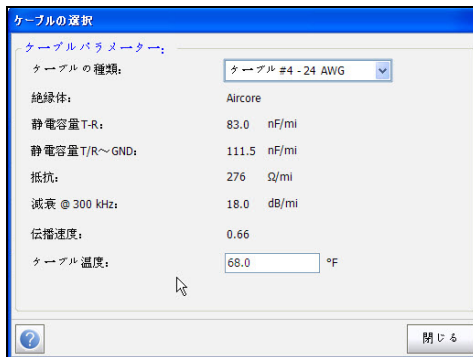 ケーブルの選択
ケーブルパラメーター:
ケーブルの種類: ケーブル #4 - 24 AWG
絶縁体: Aircore
静電容量T-R: 83.0 nF/mi
静電容量T/R～GND: 111.5 nF/mi
抵抗: 276 Ω/mi
減衰 @ 300 kHz: 18.0 dB/mi
伝播速度: 0.66
ケーブル温度: 68.0 °F
? 閉じる